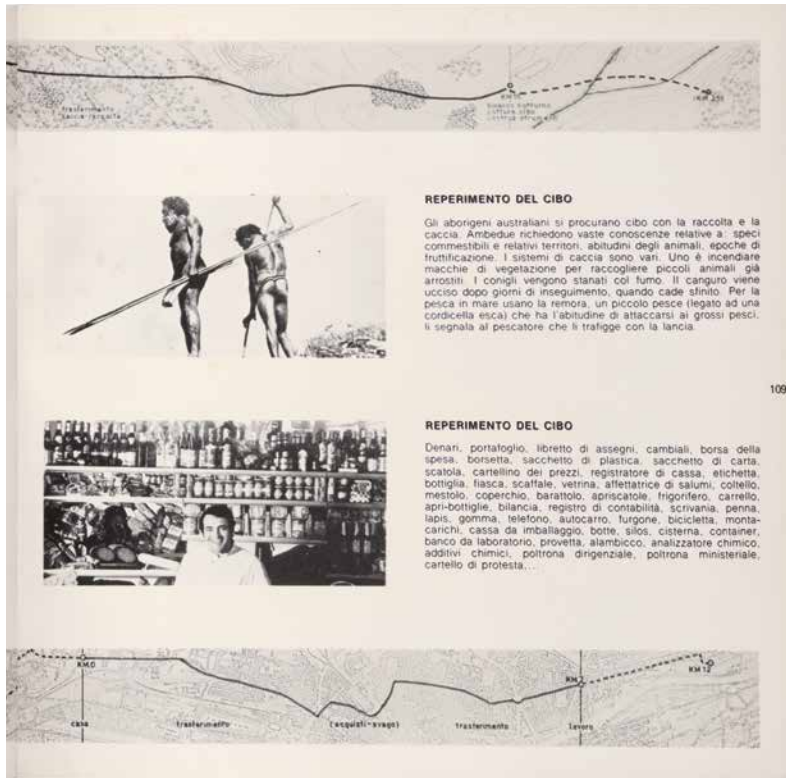 trasferimento
caccia-raccolta
REPERIMENTO DEL CIBO
Gli aborigeni australiani si procurano cibo con la raccolta e la
caccia. Ambedue richiedono vaste conoscenze relative a: speci
commestibili e relativi territori, abitudini degli animali, epoche di
fruttificazione. I sistemi di caccia sono vari. Uno è incendiare
macchie di vegetazione per raccogliere piccoli animali già
arrostiti. I conigli vengono stanati col fumo. Il canguro viene
ucciso dopo giorni di inseguimento, quando cade sfinito. Per la
pesca in mare usano la remora, un piccolo pesce (legato ad una
cordicella esca) che ha l'abitudine di attaccarsi ai grossi pesci,
li segnala al pescatore che li trafigge con la lancia.
109
REPERIMENTO DEL CIBO
Denari, portafoglio, libretto di assegni, cambiali, borsa della
spesa, borsetta, sacchetto di plastica, sacchetto di carta,
scatola, cartellino dei prezzi, registratore di cassa, etichetta,
bottiglia, fiasca, scaffale, vetrina, affettatrice di salumi, coltello,
mestolo, coperchio, barattolo, apriscatole, frigorifero, carrello,
apri-bottiglie, bilancia, registro di contabilità, scrivania, penna,
lapis, gomma, telefono, autocarro, furgone, bicicletta, monta-
carichi, cassa da imballaggio, botte, silos, cisterna, container,
banco da laboratorio, provetta, alambicco, analizzatore chimico,
additivi chimici, poltrona dirigenziale, poltrona ministeriale,
cartello di protesta,...
KM.0
KM 12
casa trasferimento (acquisti-svago) trasferimento lavoro